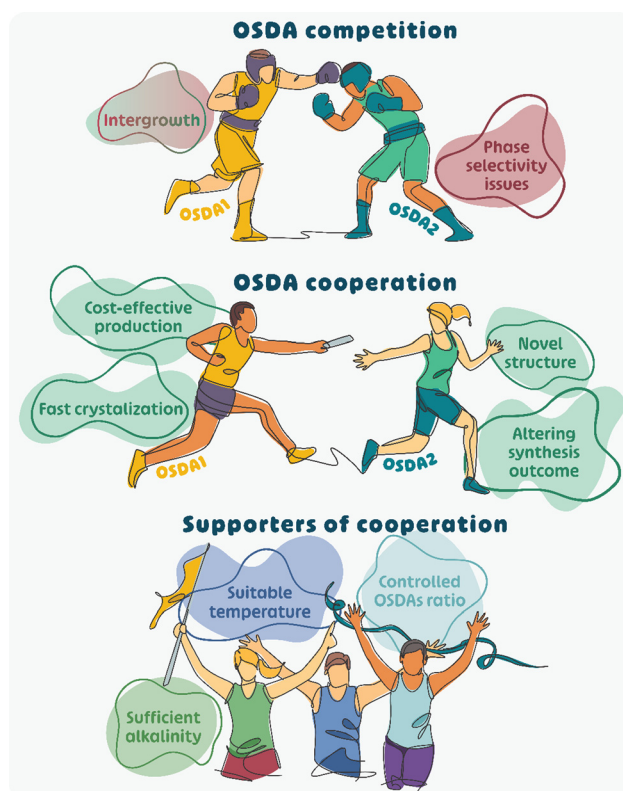 OSDA competition
Intergrowth
Phase
selectivity
issues
OSDA1
OSDA2
OSDA cooperation
Cost-effective
production
Novel
structure
Fast crystalization
Altering
synthesis
outcome
OSDA1
OSDA2
Supporters of cooperation
Suitable
temperature
Controlled
OSDAs ratio
Sufficient
alkalinity